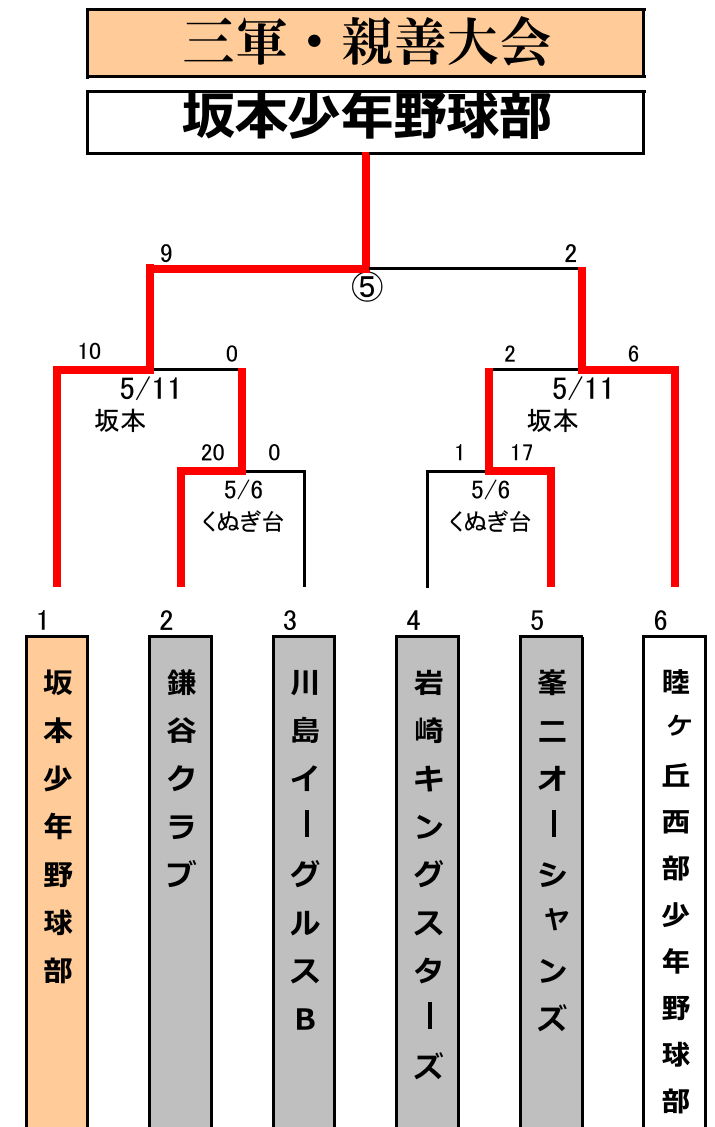 三軍・親善大会
坂本少年野球部
9
2
⑤
10
0
2
6
5/11
5/11
坂本
坂本
20
0
1
17
5/6
5/6
くぬぎ台
くぬぎ台
1
2
3
4
5
6
坂本少年野球部
鎌谷クラブ
川島イーグルスB
岩崎キングスターズ
峯二オーシャンズ
睦ケ丘西部少年野球部